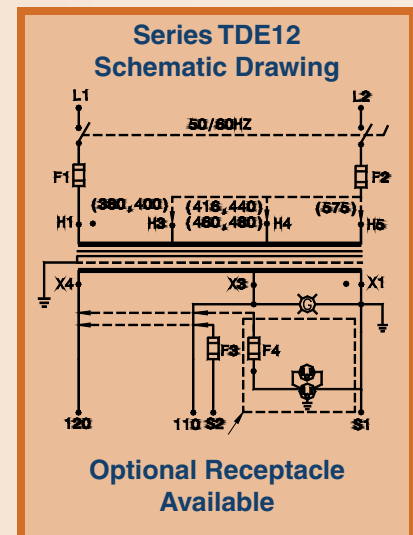 Series TDE12
Schematic Drawing
L1 L2
50/60HZ
F1 F2
(380,400) (416,440) (575)
H1 H3 (460,480) H4 H5
X4 X3 X1
G
F3 F4
120 110 S2 S1
Optional Receptacle
Available